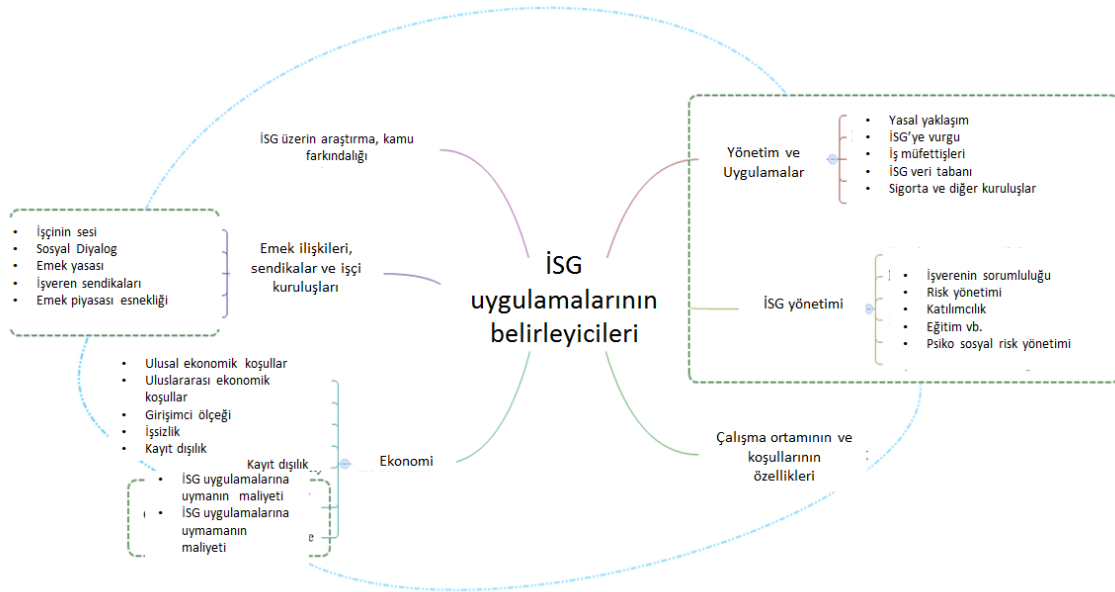 İSG
uygulamalarının
belirleyicileri
İSG üzerin araştırma, kamu
farkındalığı
Emek ilişkileri,
sendikalar ve işçi
kuruluşları
• İşçinin sesi
• Sosyal Diyalog
• Emek yasası
• İşveren sendikaları
• Emek piyasası esnekliği
Ekonomi
• Ulusal ekonomik koşullar
• Uluslararası ekonomik
koşullar
• Girişimci ölçeği
• İşsizlik
• Kayıt dışılık
Kayıt dışılık
• İSG uygulamalarına
uymanın maliyeti
• İSG uygulamalarına
uymamanın
maliyeti
Yönetim ve
Uygulamalar
• Yasal yaklaşım
• İSG'ye vurgu
• İş müfettişleri
• İSG veri tabanı
• Sigorta ve diğer kuruluşlar
İSG yönetimi
• İşverenin sorumluluğu
• Risk yönetimi
• Katılımcılık
• Eğitim vb.
• Psiko sosyal risk yönetimi
Çalışma ortamının ve
koşullarının
özellikleri